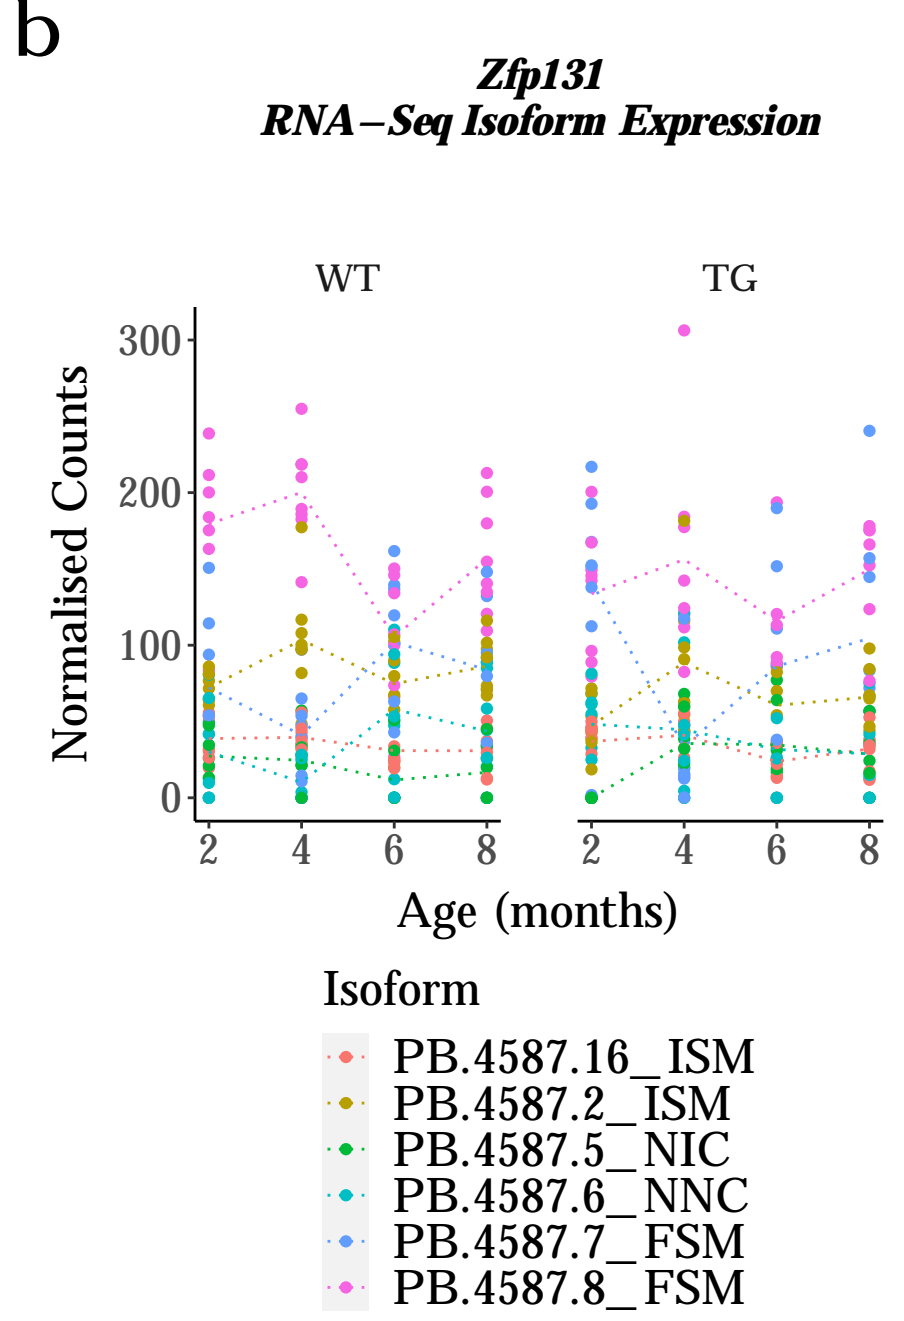 b
Zfp131
RNA−Seq Isoform Expression
WT
TG
Normalised Counts
300
200
100
0
2 4 6 8
2 4 6 8
Age (months)
Isoform
PB.4587.16_ISM
PB.4587.2_ISM
PB.4587.5_NIC
PB.4587.6_NNC
PB.4587.7_FSM
PB.4587.8_FSM